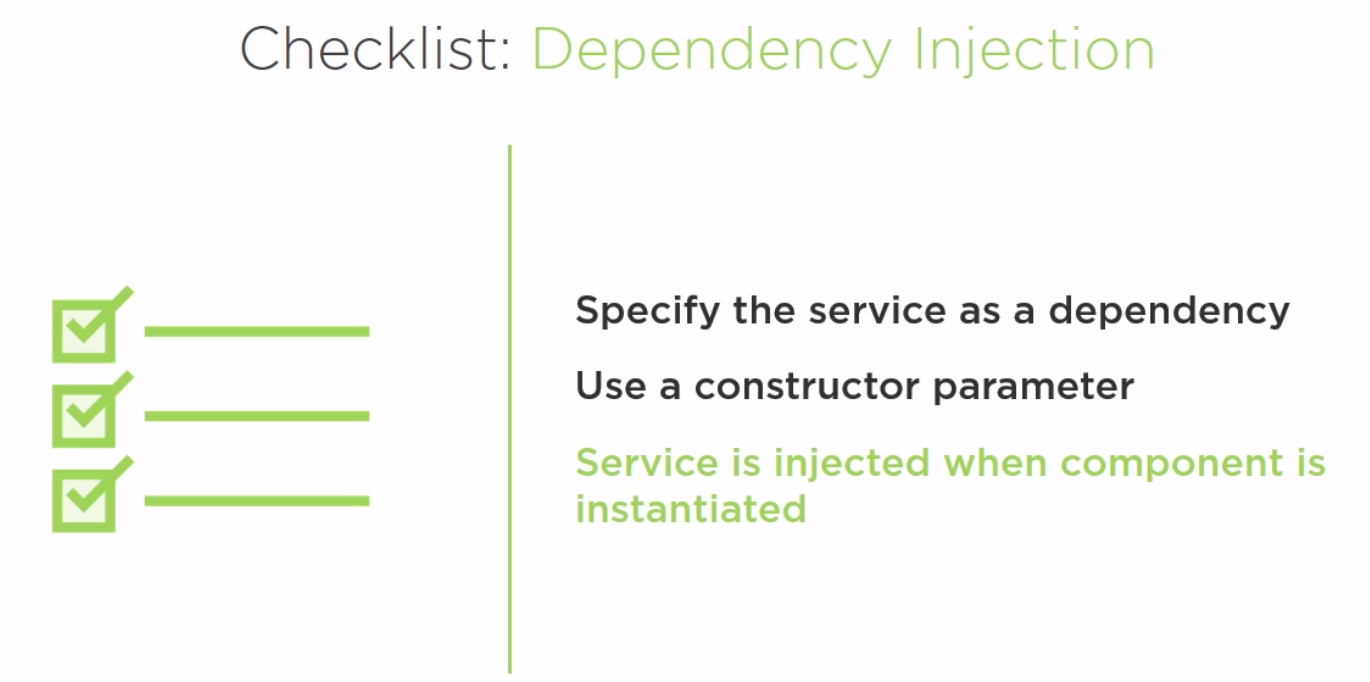 Checklist: Dependency Injection
Specify the service as a dependency
Use a constructor parameter
Service is injected when component is
instantiated